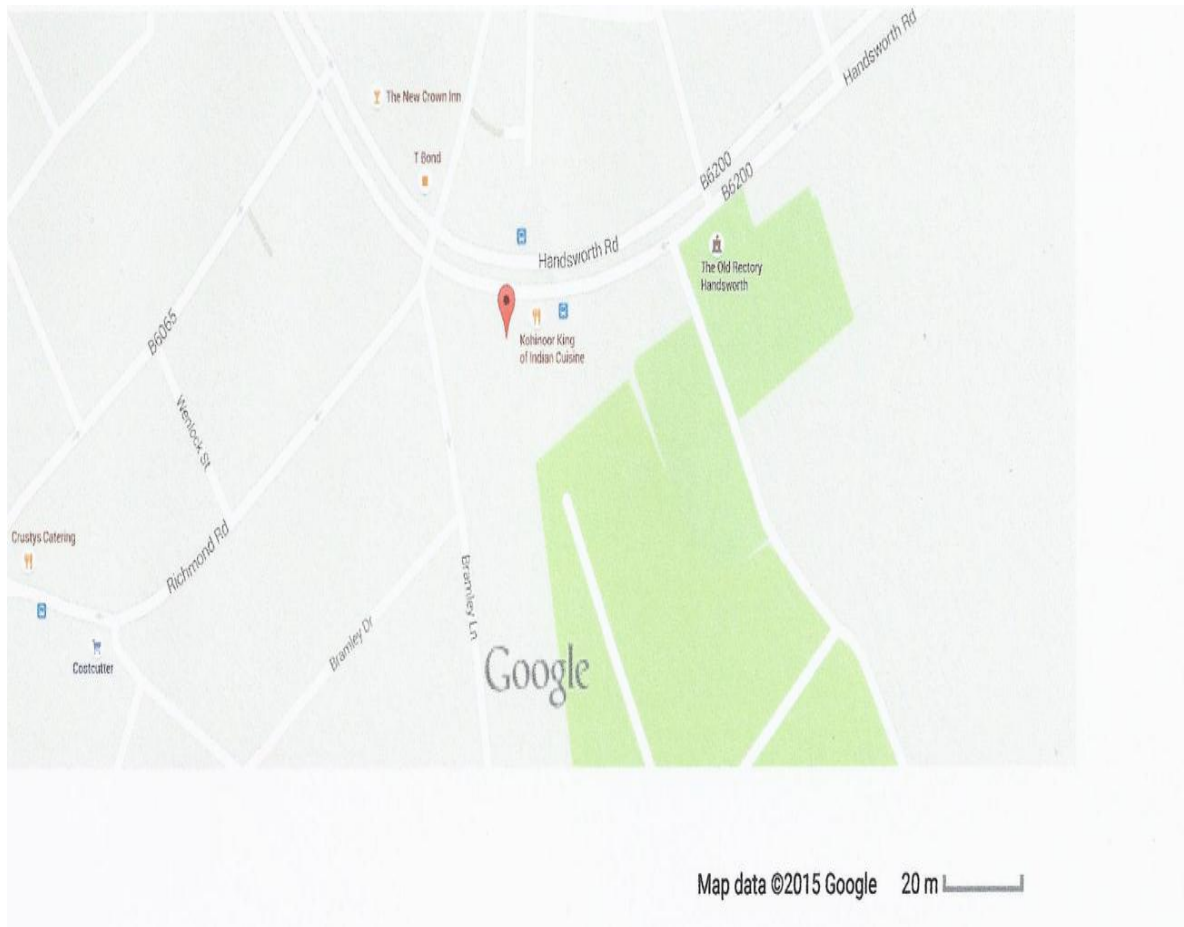 Handsworth Rd
The New Crown Inn
T Bond
B6200
B6200
Handsworth Rd
The Old Rectory
Handsworth
B6065
Kohinoor King
of Indian Cuisine
Wenlock St
Crustys Catering
Richmond Rd
Bramley Ln
Bramley Dr
Costcutter
Google
Map data ©2015 Google 20 m